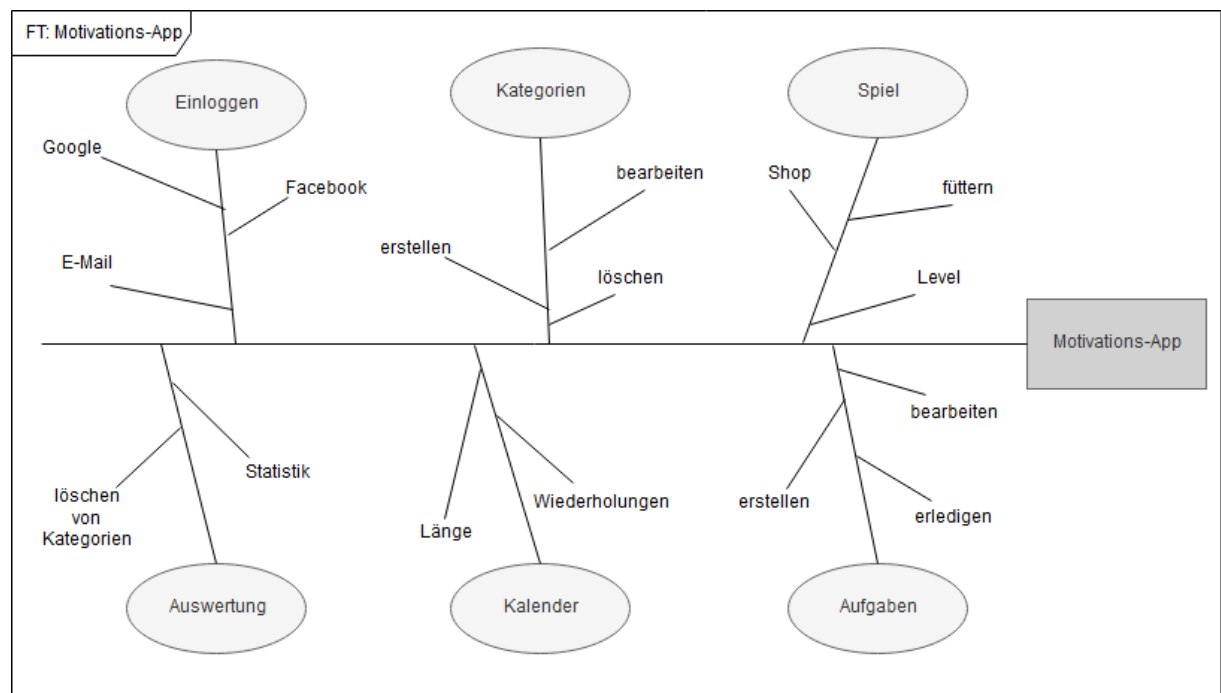 FT: Motivations-App
Einloggen
Kategorien
Spiel
Google
Facebook
E-Mail
bearbeiten
erstellen
löschen
Shop
füttern
Level
Motivations-App
Statistik
löschen
von
Kategorien
Auswertung
Wiederholungen
Länge
Kalender
bearbeiten
erstellen
erledigen
Aufgaben